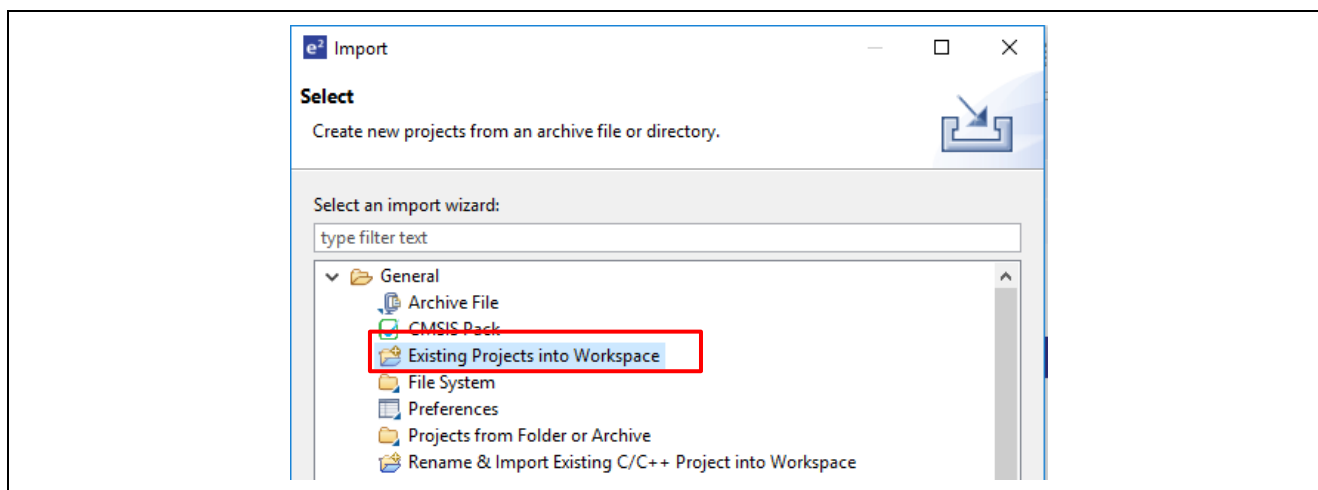 e² Import
Select
Create new projects from an archive file or directory.
Select an import wizard:
type filter text
General
Archive File
CMSIS Pack
Existing Projects into Workspace
File System
Preferences
Projects from Folder or Archive
Rename & Import Existing C/C++ Project into Workspace